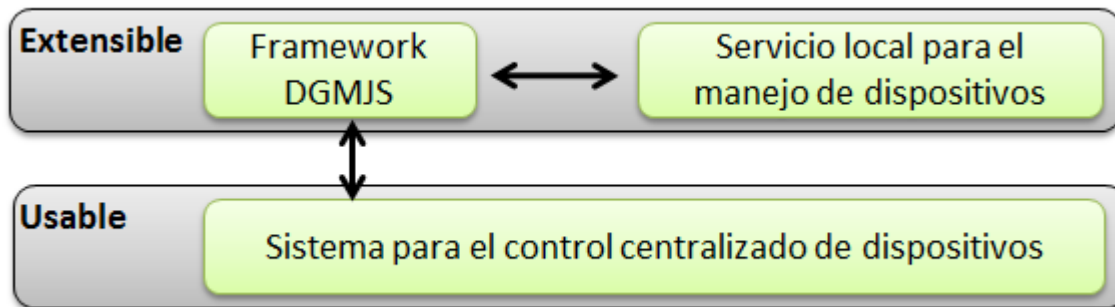 Extensible
Framework
DGMJS
Servicio local para el
manejo de dispositivos
Usable
Sistema para el control centralizado de dispositivos